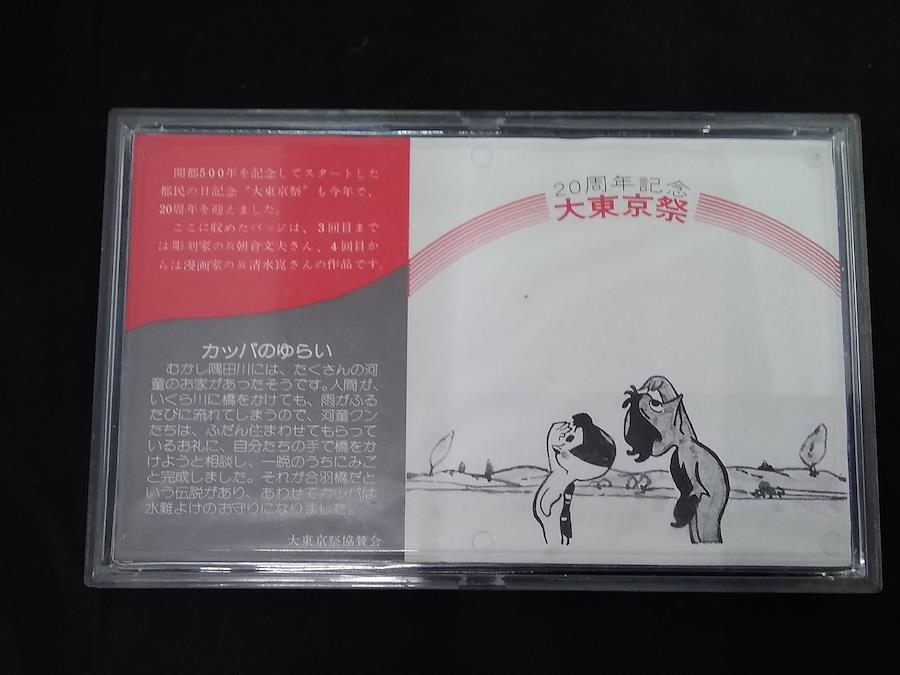 開都500年を記念してスタートした
都民の日記念“大東京祭”も今年で、
20周年を迎えました。
ここに収めたバッジは、3回目まで
は彫刻家の故朝倉文夫さん、4回目か
らは漫画家の故清水崑さんの作品です。
カッパのゆらい
むかし隅田川には、たくさんの河
童のお家があったそうです。人間が、
いくら川に橋をかけても、雨がふる
たびに流れてしまうので、河童クン
たちは、ふだん住まわせてもらって
いるお礼に、自分たちの手で橋をか
けようと相談し、一晩のうちにみご
と完成しました。それが合羽橋だと
いう伝説があり、あわせてカッパは
水難よけのお守りになりました。
大東京祭協賛会
20周年記念
大東京祭